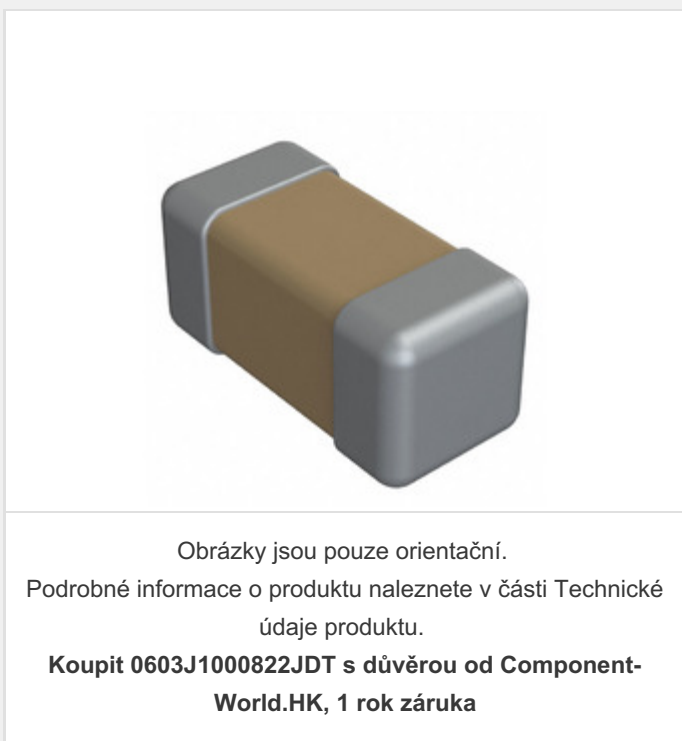 Obrázky jsou pouze orientační.
Podrobné informace o produktu naleznete v části Technické
údaje produktu.
Koupit 0603J1000822JDT s důvěrou od Component-
World.HK, 1 rok záruka